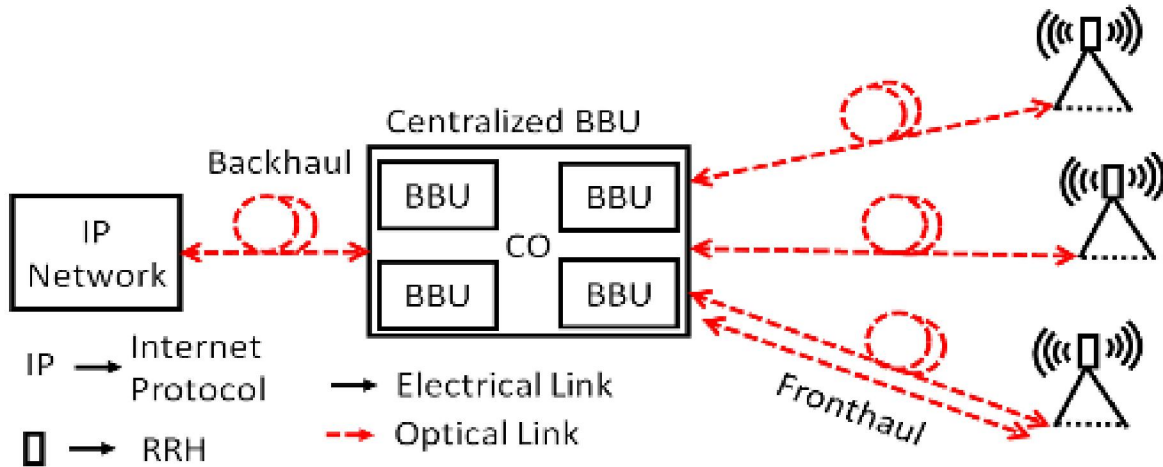 Centralized BBU
Backhaul
BBU
BBU
IP
Network
CO
BBU
BBU
Fronthaul
IP → Internet
Protocol
→ Electrical Link
Optical Link
→ RRH